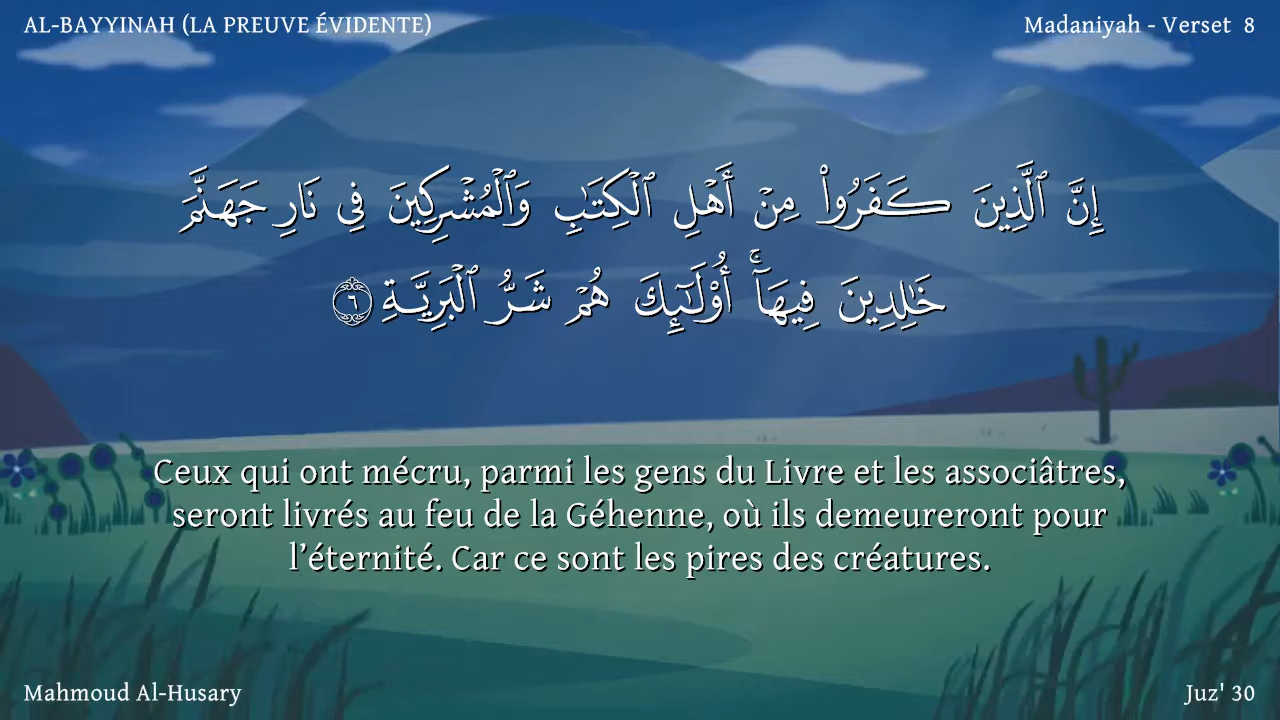 AL-BAYYINAH (LA PREUVE ÉVIDENTE)
Madaniyah - Verset 8
إِنَّ ٱلَّذِينَ كَفَرُوا۟ مِنْ أَهْلِ ٱلْكِتَـٰبِ وَٱلْمُشْرِكِينَ فِى نَارِ جَهَنَّمَ
خَـٰلِدِينَ فِيهَآ ۚ أُو۟لَـٰٓئِكَ هُمْ شَرُّ ٱلْبَرِيَّةِ ٦
Ceux qui ont mécru, parmi les gens du Livre et les associâtres,
seront livrés au feu de la Géhenne, où ils demeureront pour
l’éternité. Car ce sont les pires des créatures.
Mahmoud Al-Husary
Juz' 30